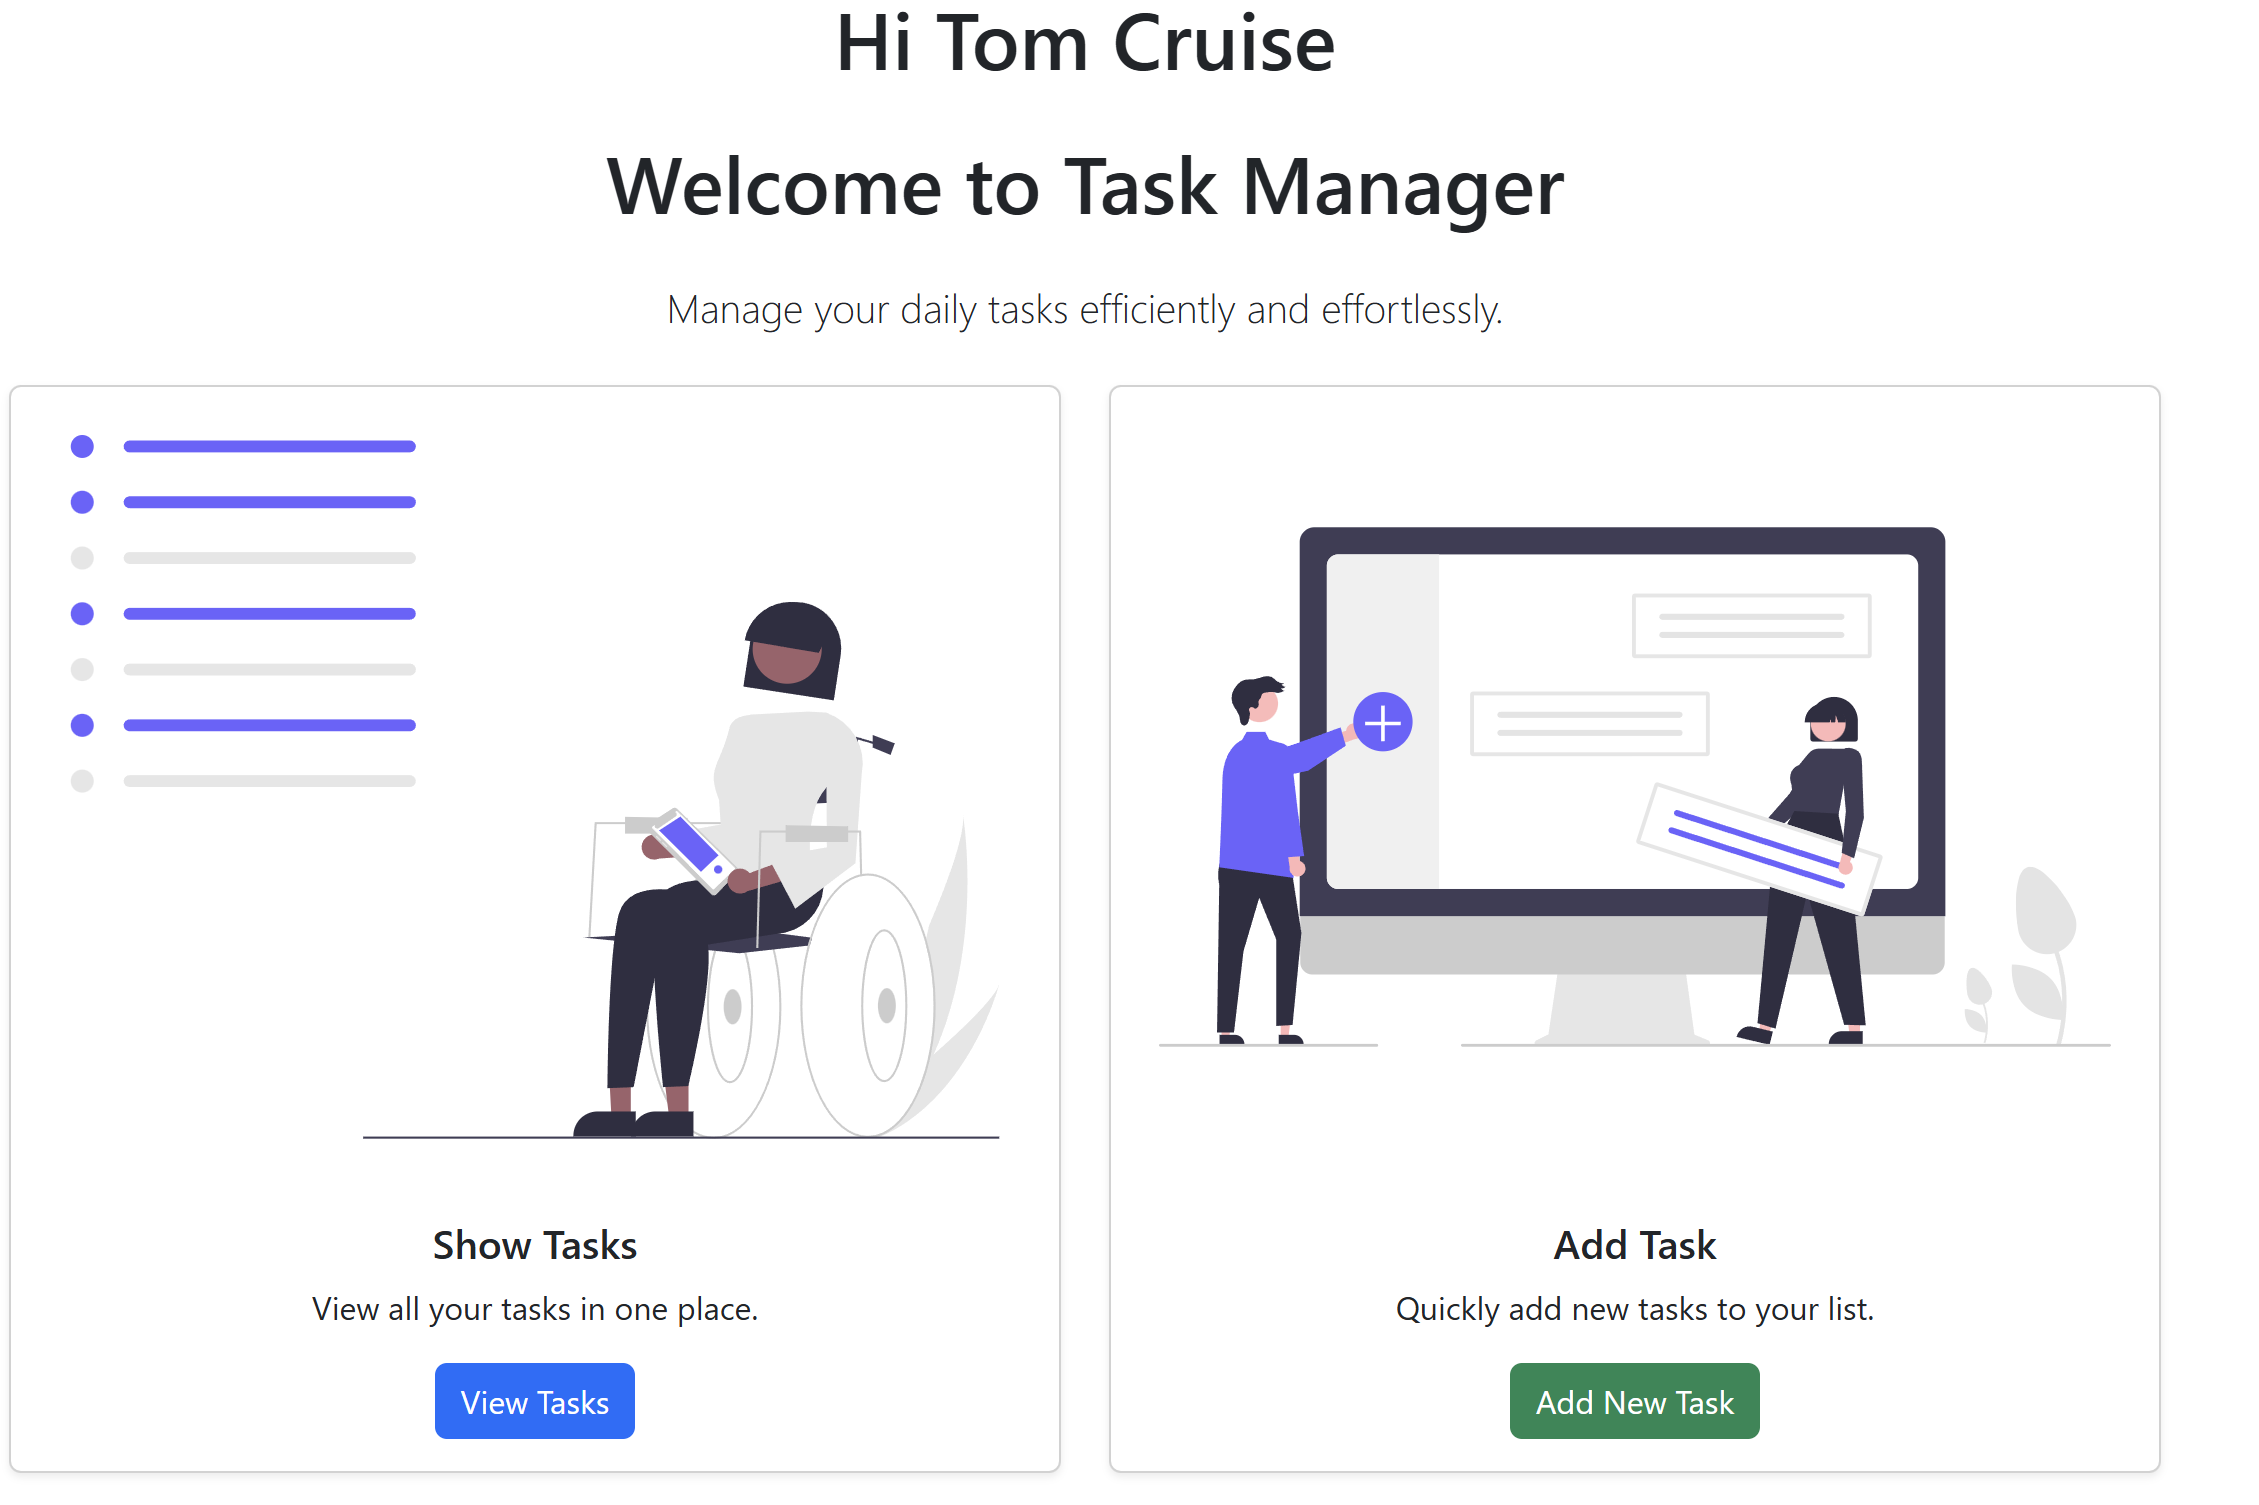 Hi Tom Cruise
Welcome to Task Manager
Manage your daily tasks efficiently and effortlessly.
Show Tasks
View all your tasks in one place.
View Tasks
Add Task
Quickly add new tasks to your list.
Add New Task